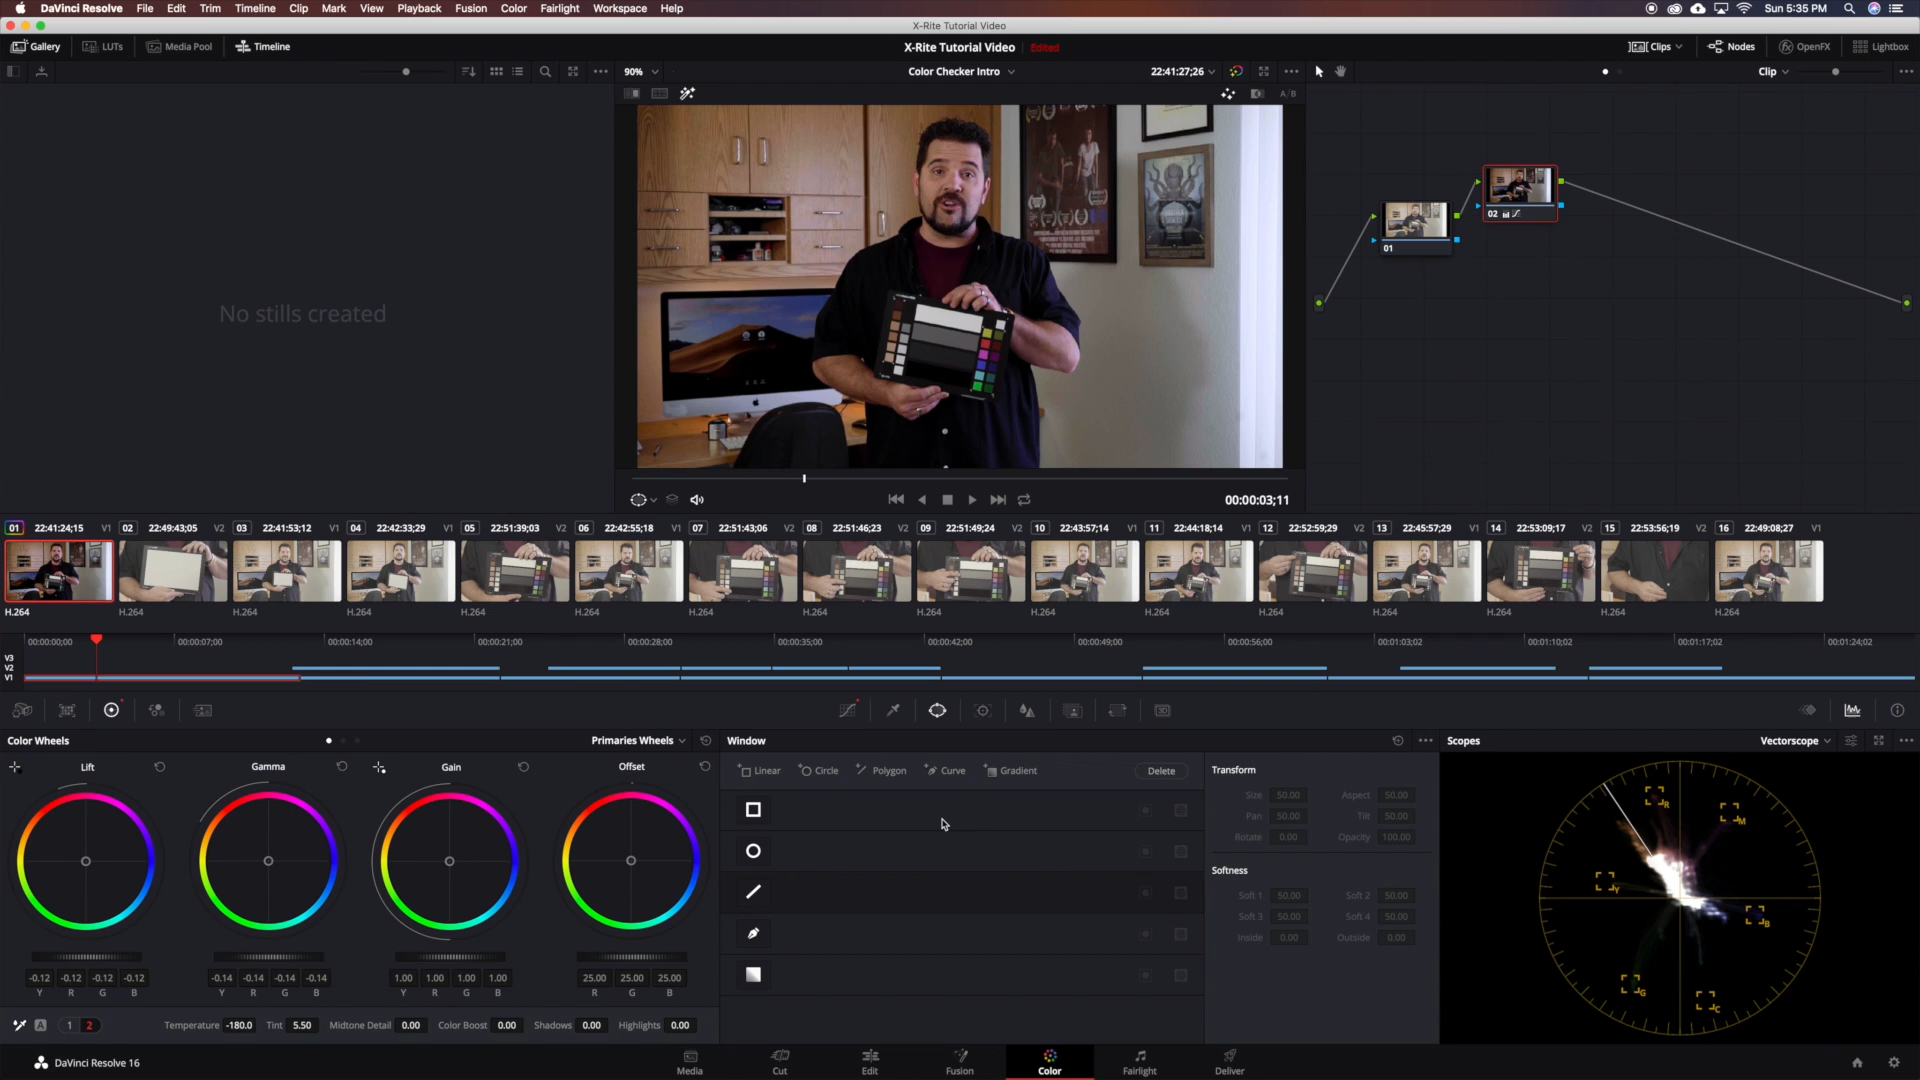 DaVinci Resolve File Edit Trim Timeline Clip Mark View Playback Fusion Color Fairlight Workspace Help Sun 5:35 PM
X-Rite Tutorial Video
Gallery LUTs Media Pool Timeline X-Rite Tutorial Video Edited Clips Nodes OpenFX Lightbox
90% Color Checker Intro 22:41:27;26 Clip
A/B
No stills created
02
01
00:00:03;11
01 22:41:24;15 V1 02 22:49:43;05 V2 03 22:41:53;12 V1 04 22:42:33;29 V1 05 22:51:39;03 V2 06 22:42:55;18 V1 07 22:51:43;06 V2 08 22:51:46;23 V2 09 22:51:49;24 V2 10 22:43:57;14 V1 11 22:44:18;14 V1 12 22:52:59;29 V2 13 22:45:57;29 V1 14 22:53:09;17 V2 15 22:53:56;19 V2 16 22:49:08;27 V1
H.264 H.264 H.264 H.264 H.264 H.264 H.264 H.264 H.264 H.264 H.264 H.264 H.264 H.264 H.264 H.264
00:00:00;00 00:00:07;00 00:00:14;00 00:00:21;00 00:00:28;00 00:00:35;00 00:00:42;00 00:00:49;00 00:00:56;00 00:01:03;02 00:01:10;02 00:01:17;02 00:01:24;02
V3
V2
V1
3D
Color Wheels Primaries Wheels Window Scopes Vectorscope
Lift Gamma Gain Offset
Linear Circle Polygon Curve Gradient Delete
Transform
Size 50.00 Aspect 50.00
Pan 50.00 Tilt 50.00
Rotate 0.00 Opacity 100.00
Softness
Soft 1 50.00 Soft 2 50.00
Soft 3 50.00 Soft 4 50.00
Inside 0.00 Outside 0.00
R
M
Y
B
G
C
-0.12 -0.12 -0.12 -0.12 -0.14 -0.14 -0.14 -0.14 1.00 1.00 1.00 1.00 25.00 25.00 25.00
Y R G B Y R G B Y R G B R G B
A 1 2 Temperature -180.0 Tint 5.50 Midtone Detail 0.00 Color Boost 0.00 Shadows 0.00 Highlights 0.00
DaVinci Resolve 16 Media Cut Edit Fusion Color Fairlight Deliver